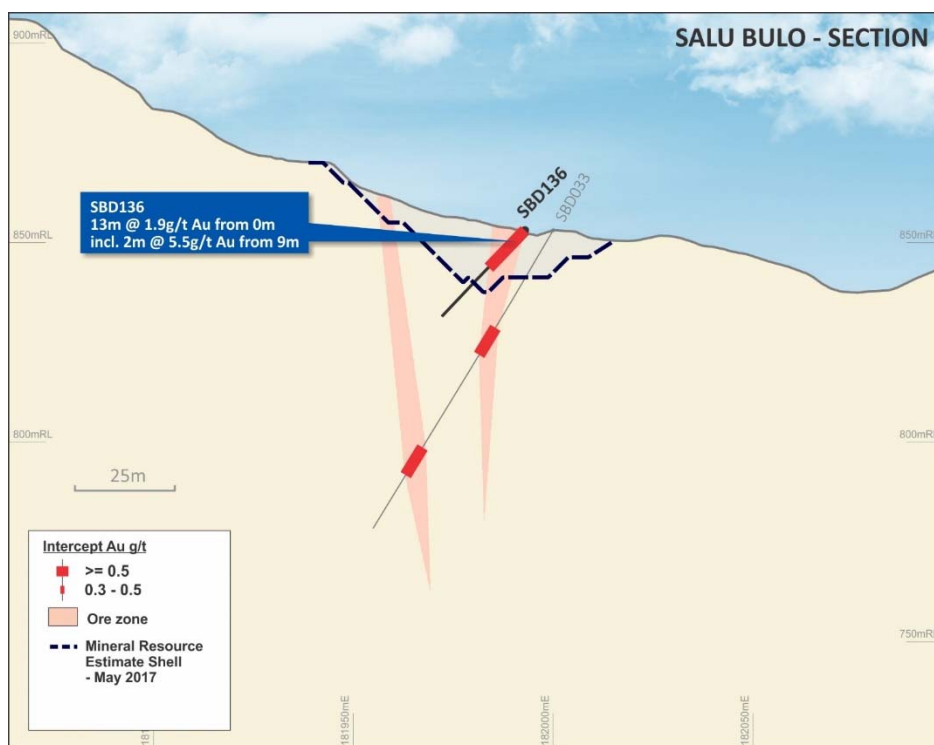 900mRL
SALU BULO - SECTION
SBD136
SBD033
SBD136
13m @ 1.9g/t Au from 0m
incl. 2m @ 5.5g/t Au from 9m
850mRL
850mRL
800mRL
800mRL
25m
Intercept Au g/t
>= 0.5
0.3 - 0.5
Ore zone
Mineral Resource
Estimate Shell
- May 2017
750mRL
181950mE
182000mE
182050mE